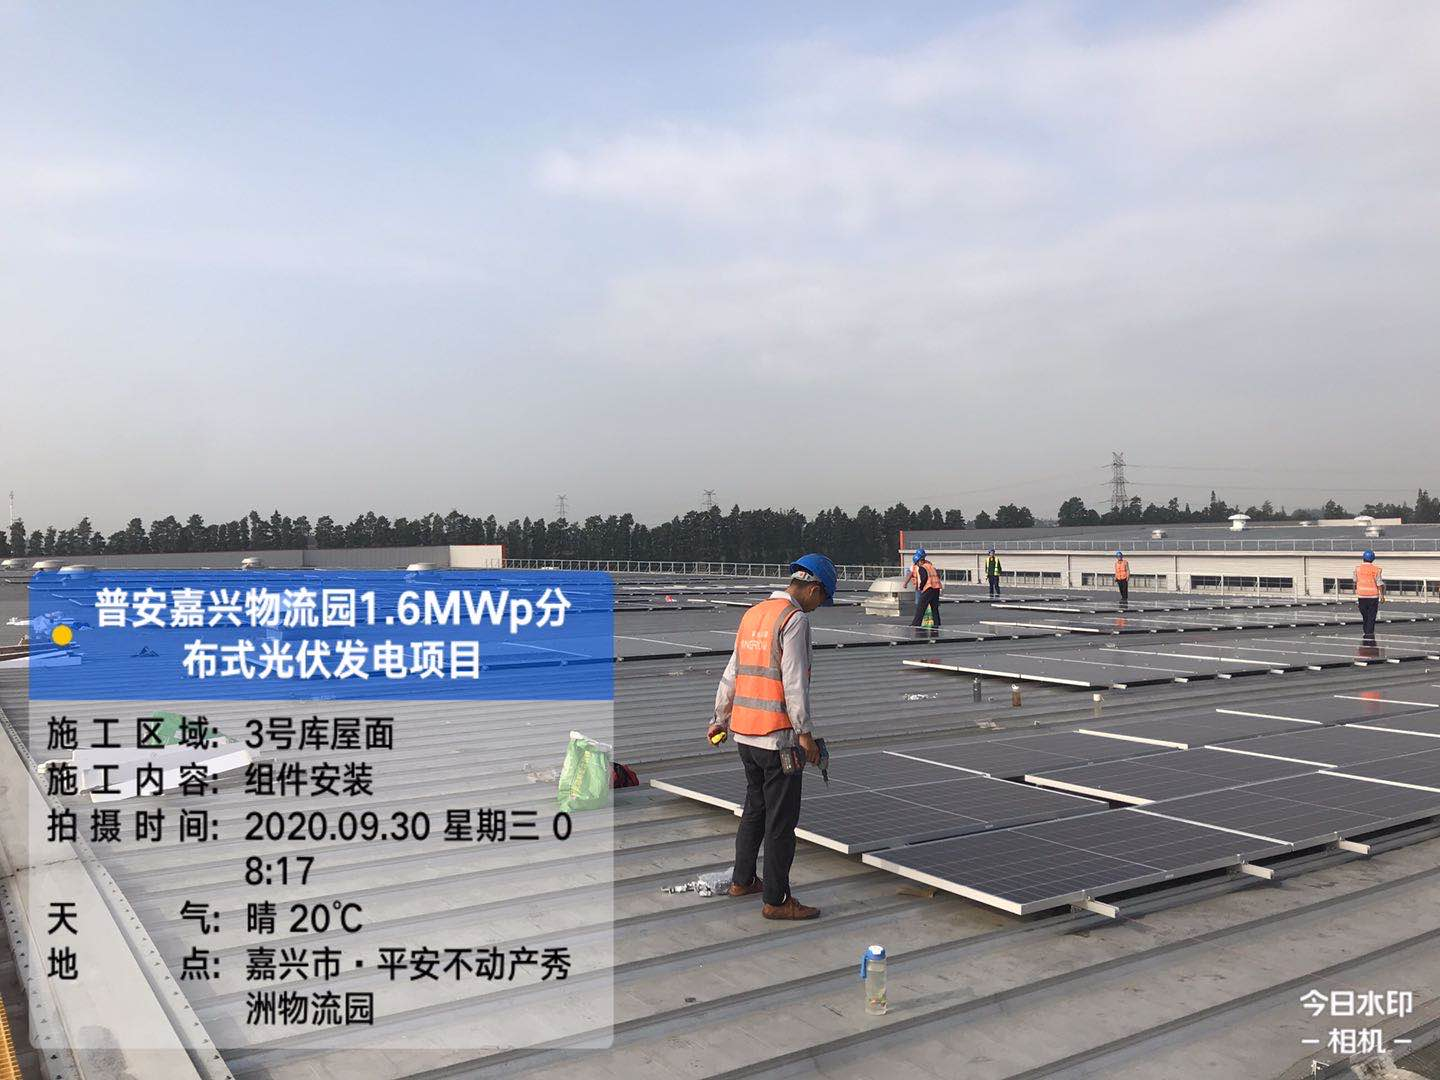 普安嘉兴物流园1.6MWp分
布式光伏发电项目
施工区域: 3号库屋面
施工内容: 组件安装
拍摄时间: 2020.09.30 星期三 0
8:17
天气: 晴 20℃
地点: 嘉兴市·平安不动产秀
洲物流园
今日水印
相机